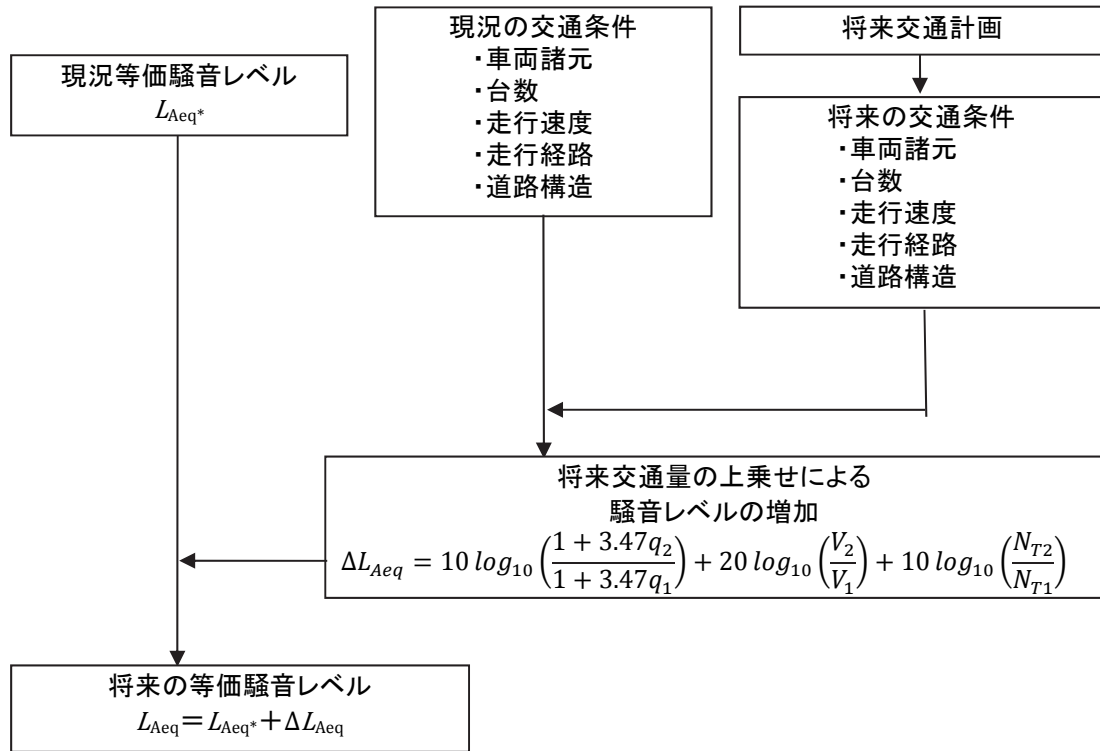 現況等価騒音レベル
LAeq*
現況の交通条件
・車両諸元
・台数
・走行速度
・走行経路
・道路構造
将来交通計画
将来の交通条件
・車両諸元
・台数
・走行速度
・走行経路
・道路構造
将来交通量の上乗せによる
騒音レベルの増加
ΔL_Aeq = 10 log₁₀((1 + 3.47q₂)/(1 + 3.47q₁)) + 20 log₁₀(V₂/V₁) + 10 log₁₀(N_T2/N_T1)
将来の等価騒音レベル
LAeq=LAeq*+ΔLAeq